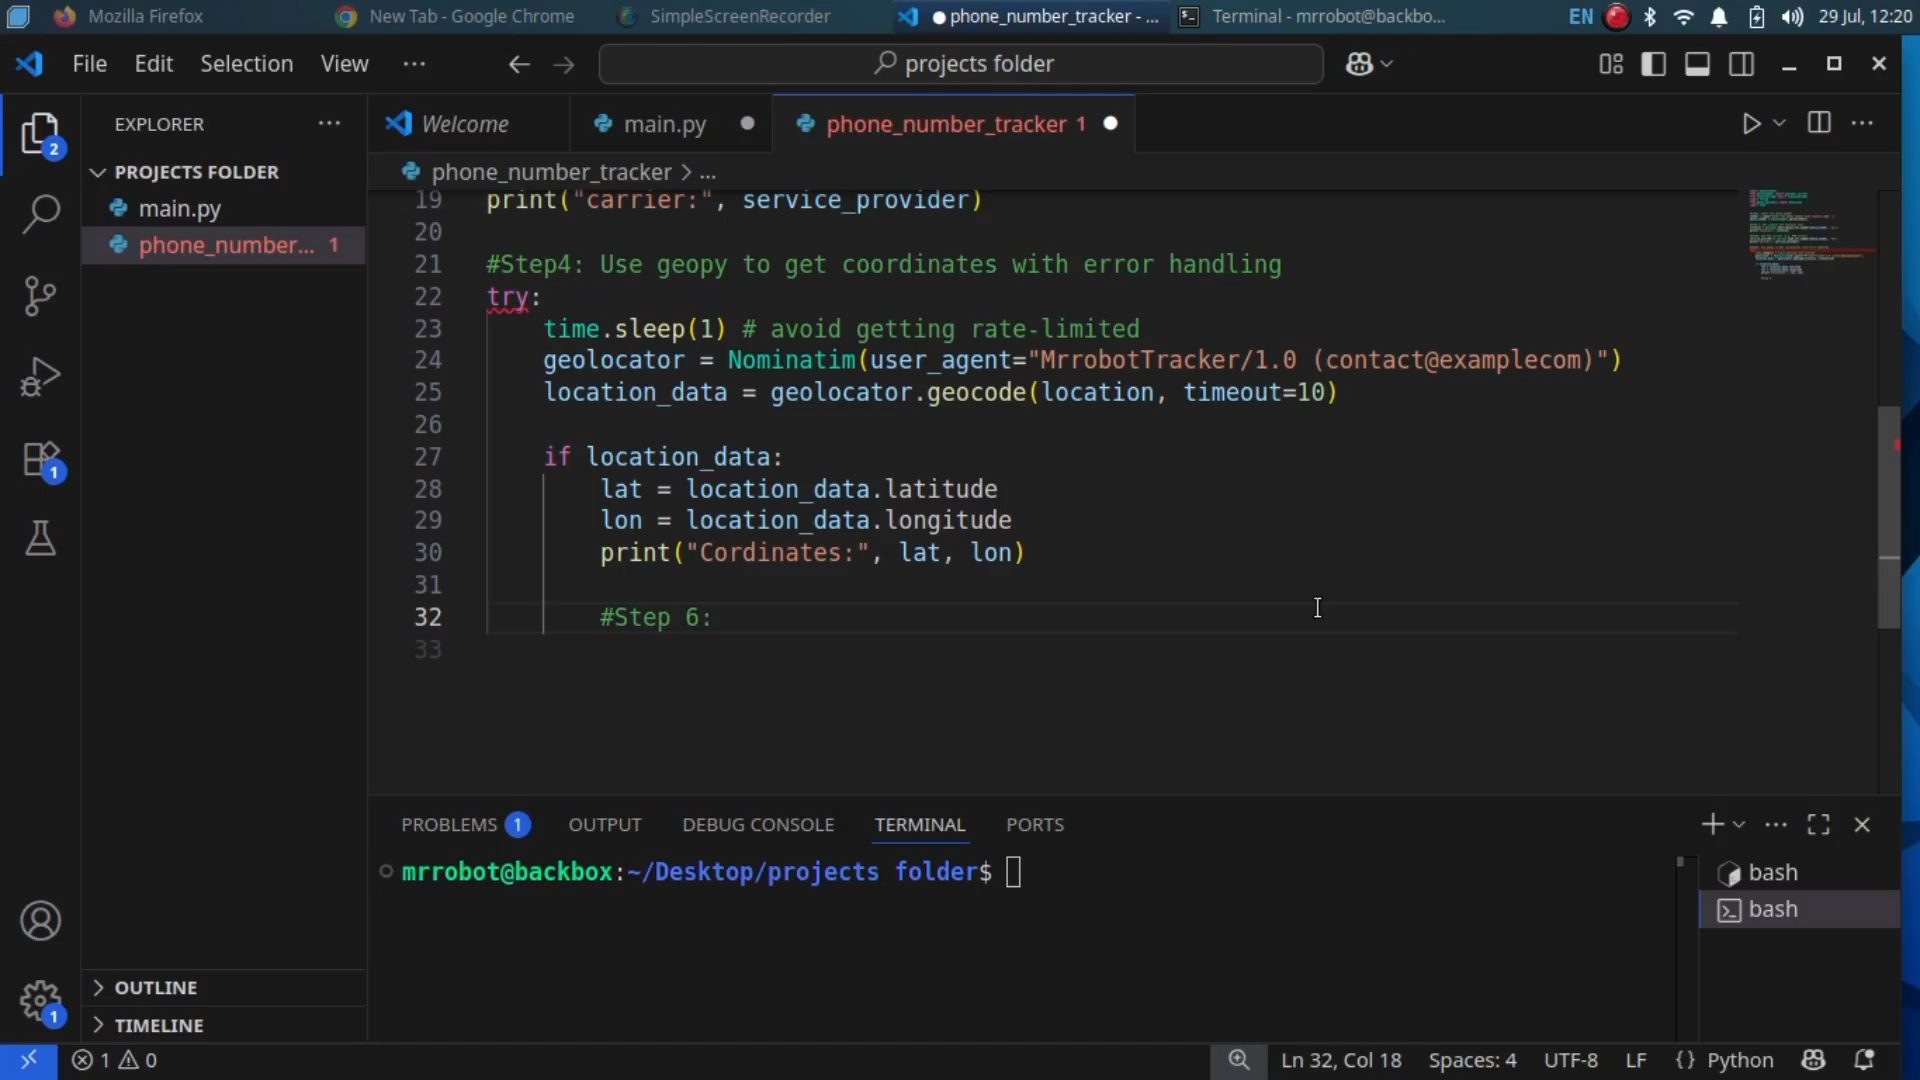 Mozilla Firefox
New Tab - Google Chrome
SimpleScreenRecorder
phone_number_tracker - ...
Terminal - mrrobot@backbo...
EN
29 Jul, 12:20
File Edit Selection View
projects folder
EXPLORER
Welcome
main.py
phone_number_tracker 1
PROJECTS FOLDER
phone_number_tracker > ...
main.py
phone_number... 1
2
1
1
19 print("carrier:", service_provider)
20
21 #Step4: Use geopy to get coordinates with error handling
22 try:
23 time.sleep(1) # avoid getting rate-limited
24 geolocator = Nominatim(user_agent="MrrobotTracker/1.0 (contact@examplecom)")
25 location_data = geolocator.geocode(location, timeout=10)
26
27 if location_data:
28 lat = location_data.latitude
29 lon = location_data.longitude
30 print("Cordinates:", lat, lon)
31
32 #Step 6:
33
PROBLEMS 1 OUTPUT DEBUG CONSOLE TERMINAL PORTS
mrrobot@backbox:~/Desktop/projects folder$
bash
bash
OUTLINE
TIMELINE
1 0
Ln 32, Col 18 Spaces: 4 UTF-8 LF {} Python